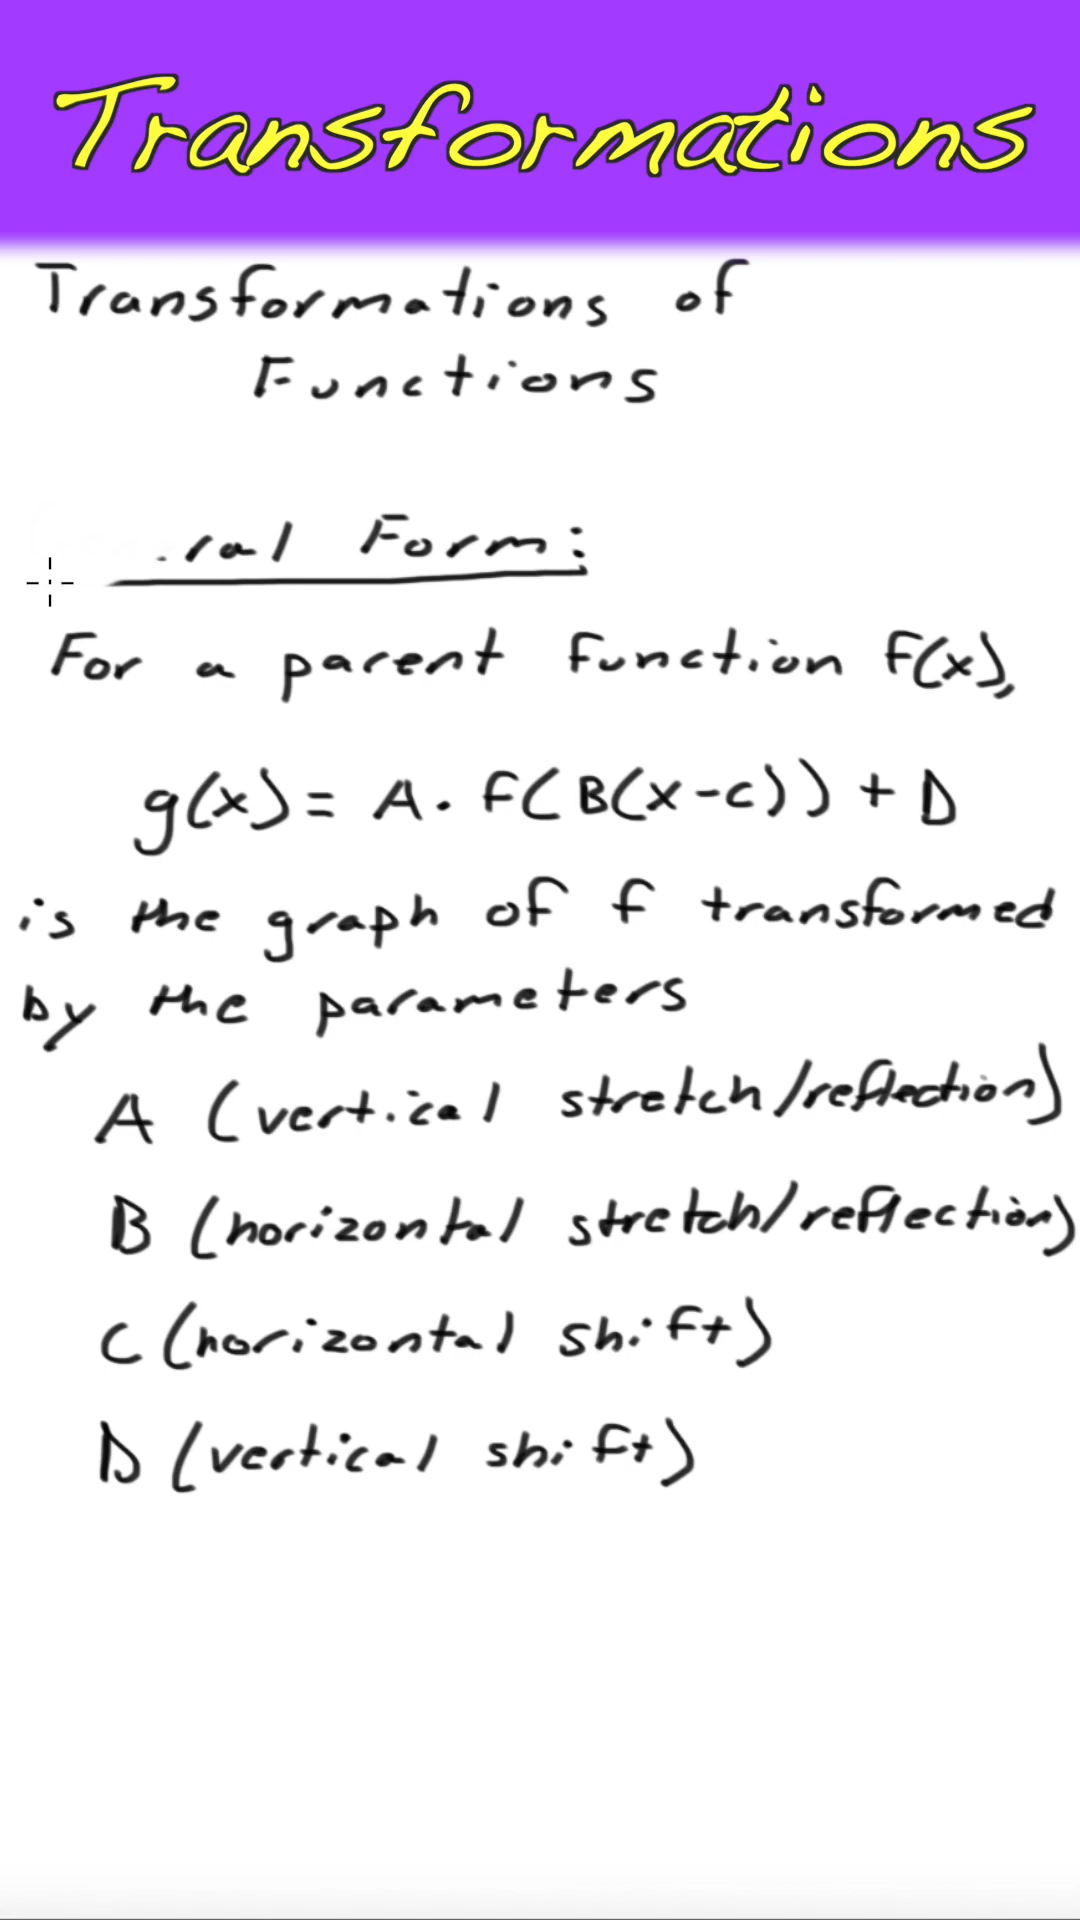 Transformations
Transformations of
Functions
Form:
For a parent function f(x),
g(x) = A · f(B(x-c)) + D
is the graph of f transformed
by the parameters
A (vertical stretch/reflection)
B (horizontal stretch/reflection)
C (horizontal shift)
D (vertical shift)